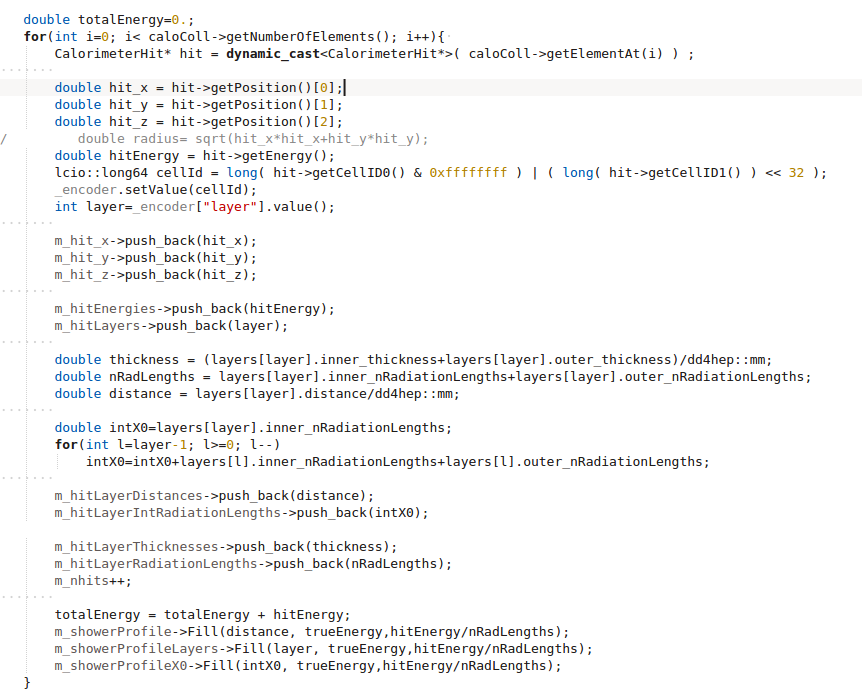 double totalEnergy=0.;
for(int i=0; i< caloColl->getNumberOfElements(); i++){
CalorimeterHit* hit = dynamic_cast<CalorimeterHit*>( caloColl->getElementAt(i) ) ;
double hit_x = hit->getPosition()[0];
double hit_y = hit->getPosition()[1];
double hit_z = hit->getPosition()[2];
/ double radius= sqrt(hit_x*hit_x+hit_y*hit_y);
double hitEnergy = hit->getEnergy();
lcio::long64 cellId = long( hit->getCellID0() & 0xffffffff ) | ( long( hit->getCellID1() ) << 32 );
_encoder.setValue(cellId);
int layer=_encoder["layer"].value();
m_hit_x->push_back(hit_x);
m_hit_y->push_back(hit_y);
m_hit_z->push_back(hit_z);
m_hitEnergies->push_back(hitEnergy);
m_hitLayers->push_back(layer);
double thickness = (layers[layer].inner_thickness+layers[layer].outer_thickness)/dd4hep::mm;
double nRadLengths = layers[layer].inner_nRadiationLengths+layers[layer].outer_nRadiationLengths;
double distance = layers[layer].distance/dd4hep::mm;
double intX0=layers[layer].inner_nRadiationLengths;
for(int l=layer-1; l>=0; l--)
intX0=intX0+layers[l].inner_nRadiationLengths+layers[l].outer_nRadiationLengths;
m_hitLayerDistances->push_back(distance);
m_hitLayerIntRadiationLengths->push_back(intX0);
m_hitLayerThicknesses->push_back(thickness);
m_hitLayerRadiationLengths->push_back(nRadLengths);
m_nhits++;
totalEnergy = totalEnergy + hitEnergy;
m_showerProfile->Fill(distance, trueEnergy,hitEnergy/nRadLengths);
m_showerProfileLayers->Fill(layer, trueEnergy,hitEnergy/nRadLengths);
m_showerProfileX0->Fill(intX0, trueEnergy,hitEnergy/nRadLengths);
}